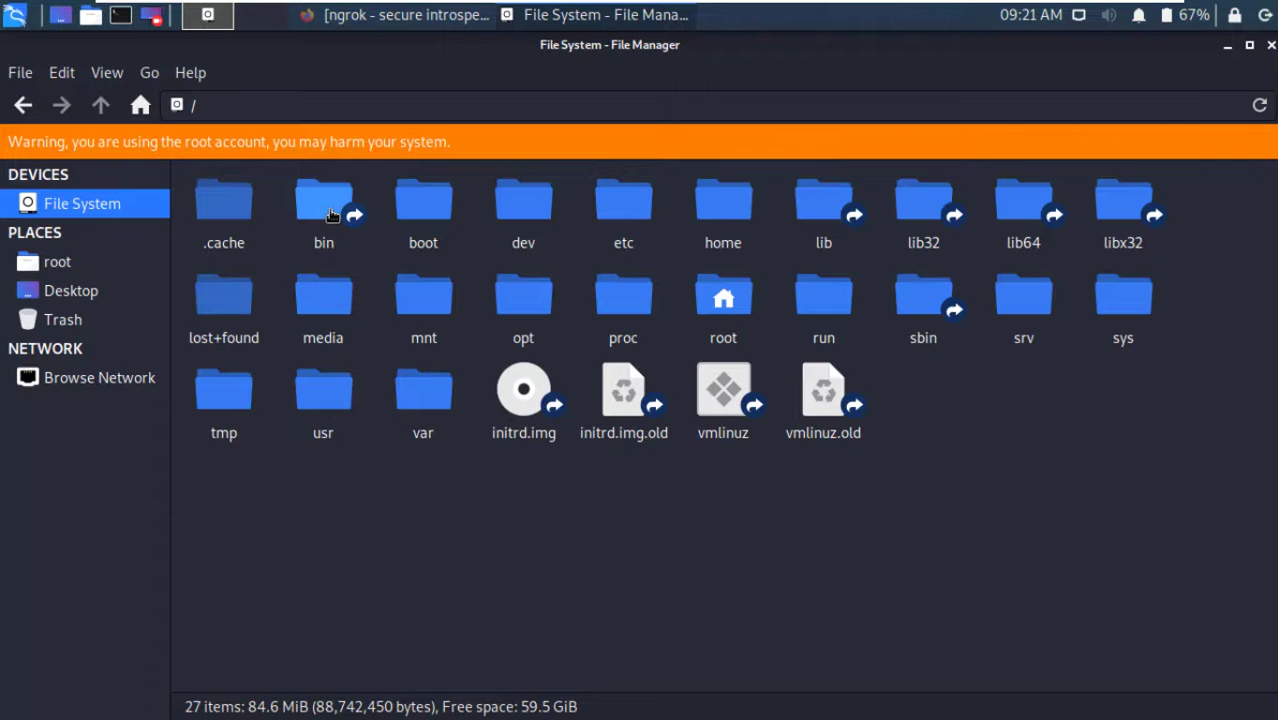 [ngrok - secure introspe...
File System - File Mana...
09:21 AM
67%
File System - File Manager
File Edit View Go Help
/
Warning, you are using the root account, you may harm your system.
DEVICES
File System
PLACES
root
Desktop
Trash
NETWORK
Browse Network
.cache bin boot dev etc home lib lib32 lib64 libx32
lost+found media mnt opt proc root run sbin srv sys
tmp usr var initrd.img initrd.img.old vmlinuz vmlinuz.old
27 items: 84.6 MiB (88,742,450 bytes), Free space: 59.5 GiB